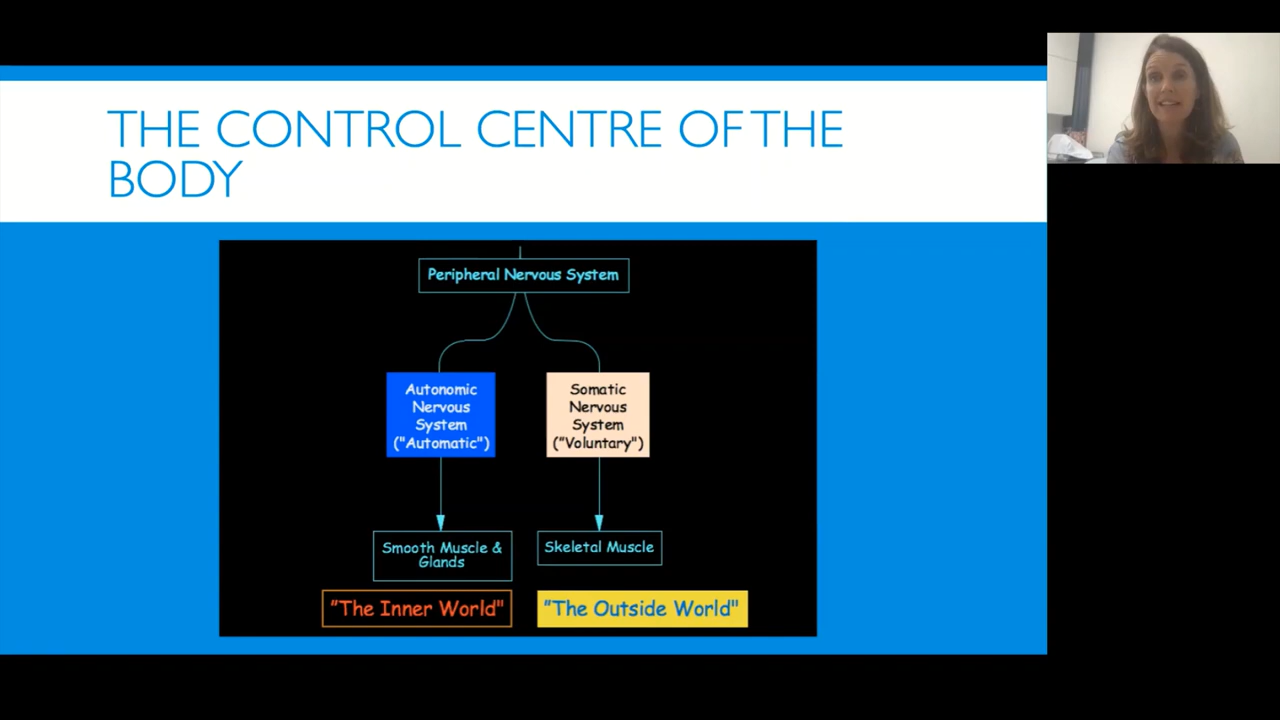 THE CONTROL CENTRE OF THE
BODY
Peripheral Nervous System
Autonomic
Nervous
System
("Automatic")
Somatic
Nervous
System
("Voluntary")
Smooth Muscle &
Glands
Skeletal Muscle
"The Inner World"
"The Outside World"